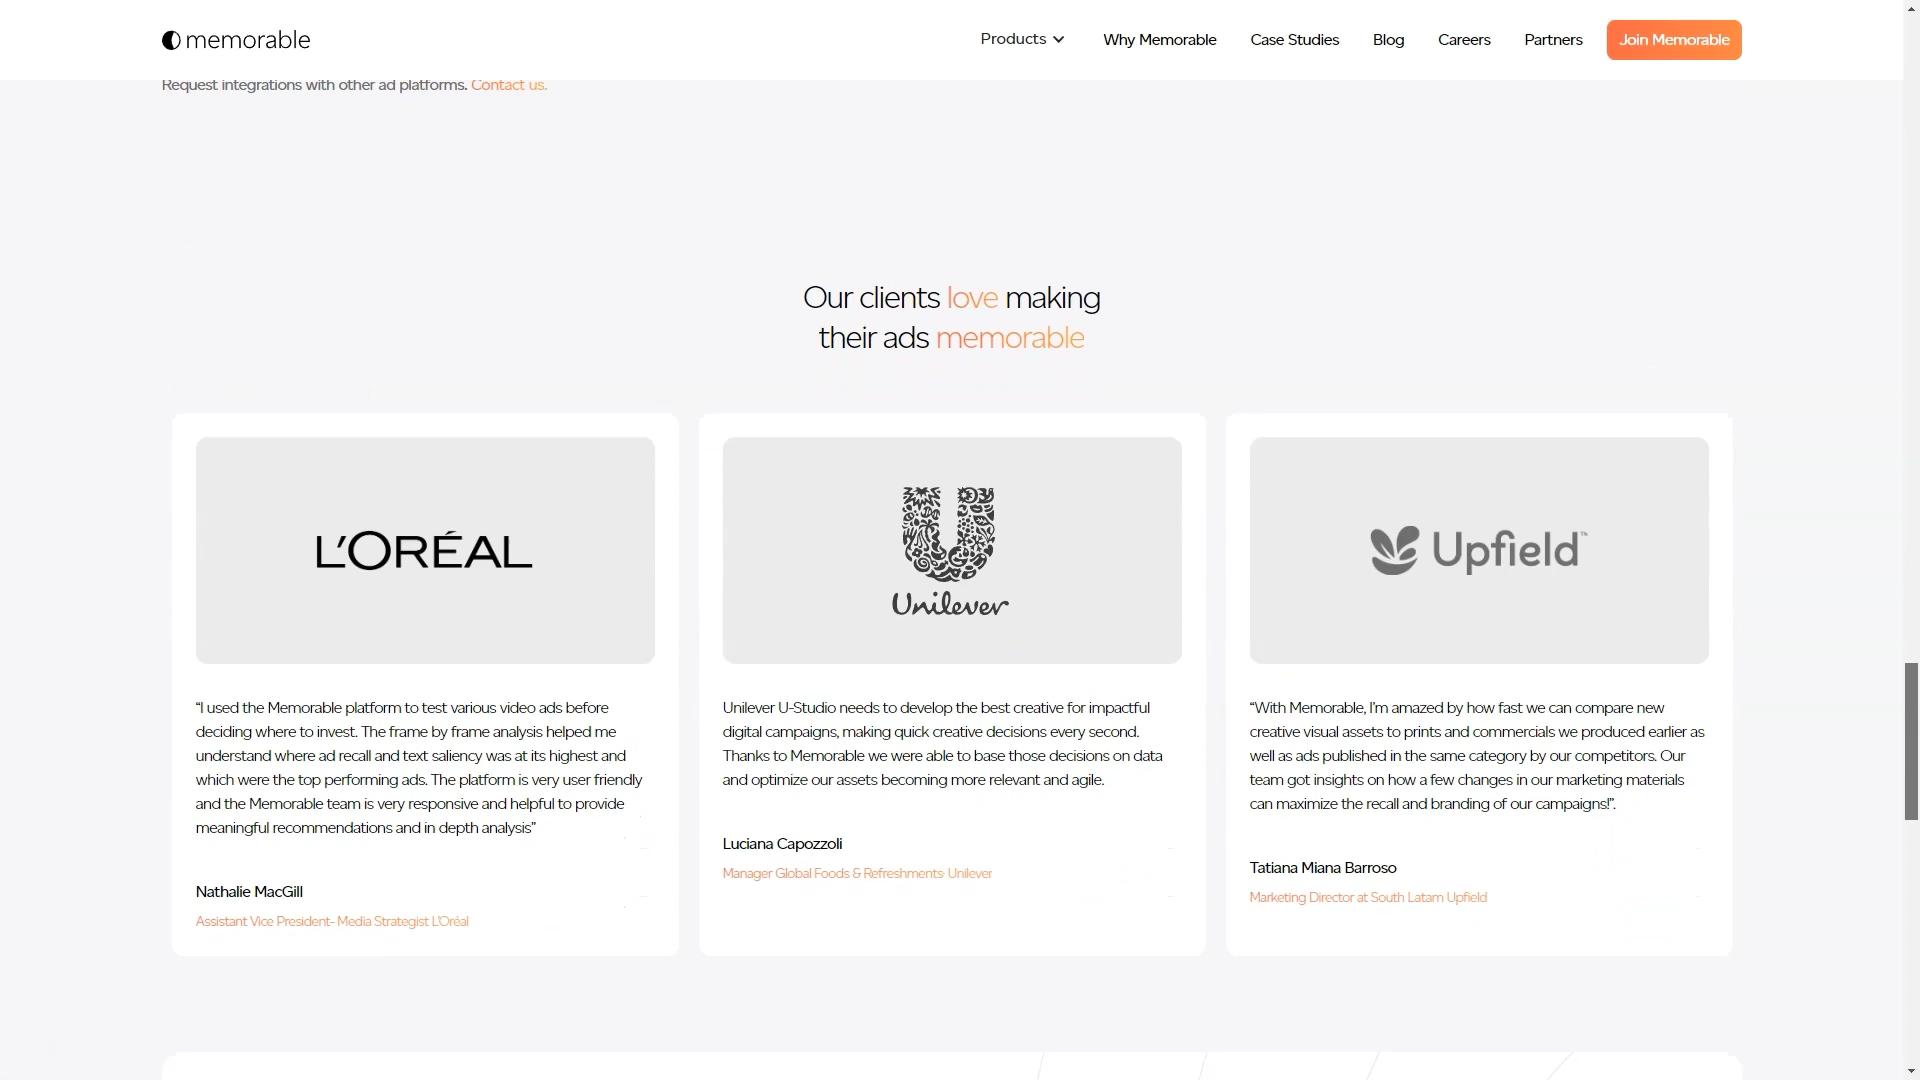 memorable
Products
Why Memorable
Case Studies
Blog
Careers
Partners
Join Memorable
Request integrations with other ad platforms. Contact us.
Our clients love making
their ads memorable
L'ORÉAL
“I used the Memorable platform to test various video ads before
deciding where to invest. The frame by frame analysis helped me
understand where ad recall and text saliency was at its highest and
which were the top performing ads. The platform is very user friendly
and the Memorable team is very responsive and helpful to provide
meaningful recommendations and in depth analysis”
Nathalie MacGill
Assistant Vice President- Media Strategist L'Oréal
Unilever
Unilever U-Studio needs to develop the best creative for impactful
digital campaigns, making quick creative decisions every second.
Thanks to Memorable we were able to base those decisions on data
and optimize our assets becoming more relevant and agile.
Luciana Capozzoli
Manager Global Foods & Refreshments· Unilever
Upfield™
“With Memorable, I’m amazed by how fast we can compare new
creative visual assets to prints and commercials we produced earlier as
well as ads published in the same category by our competitors. Our
team got insights on how a few changes in our marketing materials
can maximize the recall and branding of our campaigns!”.
Tatiana Miana Barroso
Marketing Director at South Latam Upfield